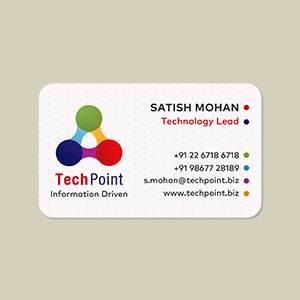 TechPoint
Information Driven
SATISH MOHAN
Technology Lead
+91 22 6718 6718
+91 98677 28189
s.mohan@techpoint.biz
www.techpoint.biz